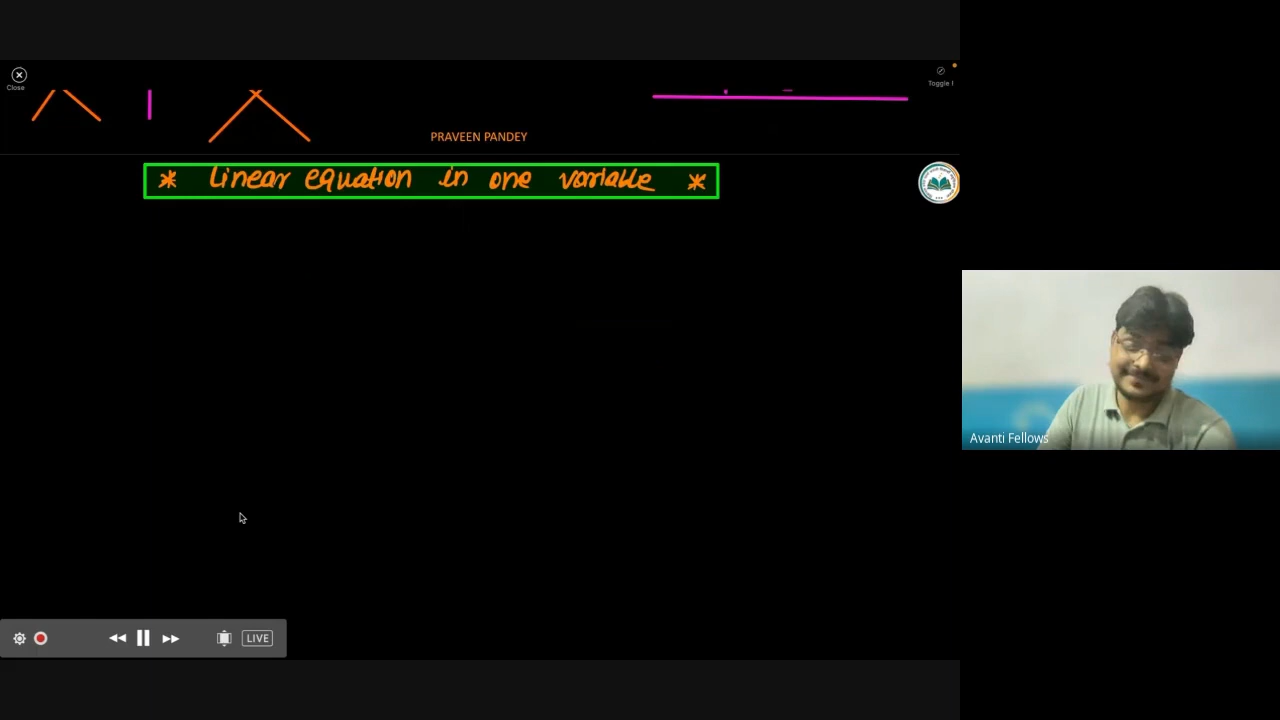 Close
Toggle !
PRAVEEN PANDEY
* Linear equation in one variable *
Avanti Fellows
LIVE